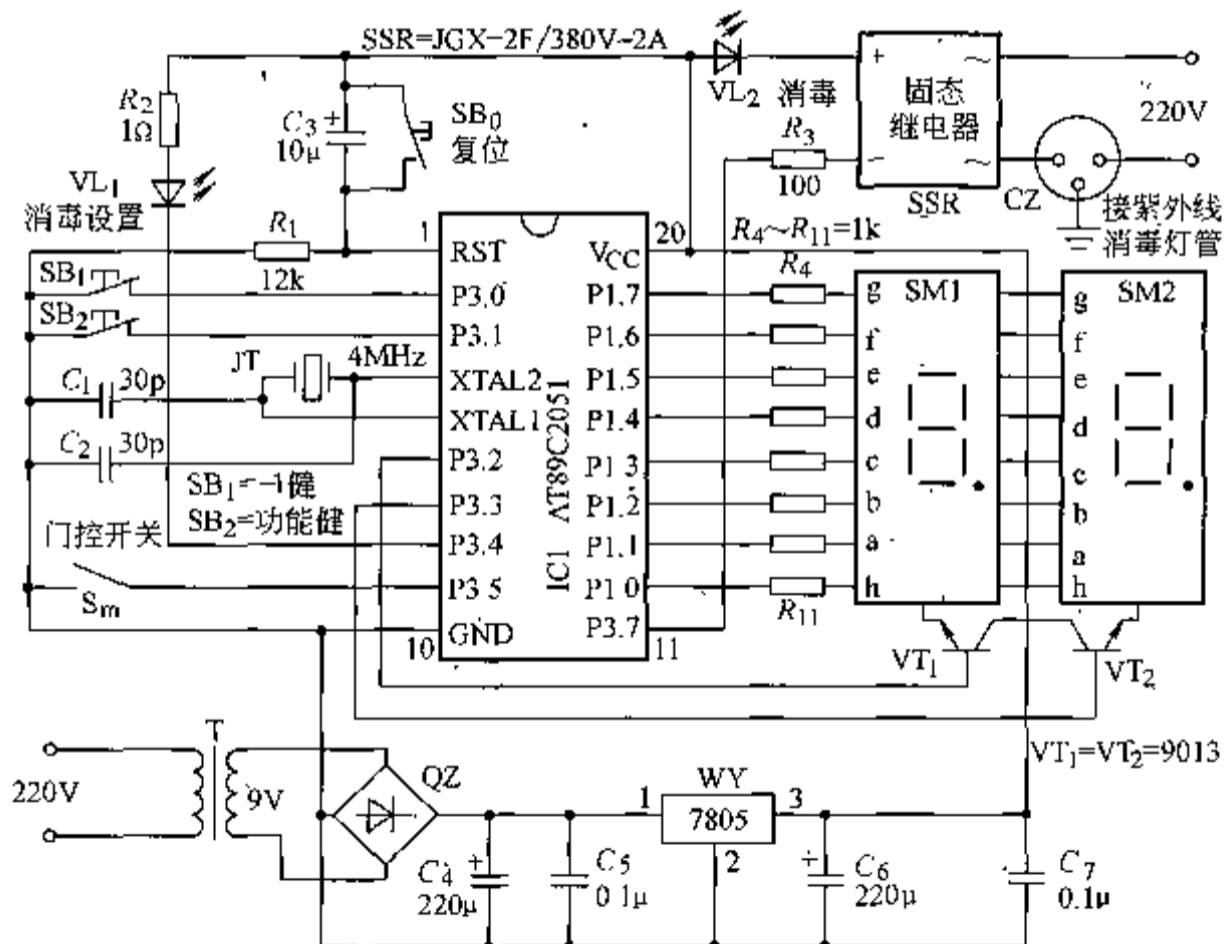 SSR=JGX-2F/380V-2A
R2
1Ω
C3
+
10μ
SB0
复位
VL2
消毒
R3
100
+
~
固态
继电器
−
~
SSR
220V
CZ
接紫外线
消毒灯管
VL1
消毒设置
R1
12k
SB1
SB2
JT
4MHz
C1
30p
C2
30p
SB1=-1健
SB2=功能健
门控开关
Sm
1
20
RST
VCC
P3.0
P1.7
P3.1
P1.6
XTAL2
P1.5
XTAL1
P1.4
P3.2
P1.3
P3.3
P1.2
P3.4
P1.1
P3.5
P1.0
GND
P3.7
10
11
IC1 AT89C2051
R4~R11=1k
R4
R11
g
f
e
d
c
b
a
h
SM1
g
f
e
d
c
b
a
h
SM2
VT1
VT2
VT1=VT2=9013
220V
T
9V
QZ
WY
1
7805
3
2
C4
+
220μ
C5
0.1μ
+
C6
220μ
C7
0.1μ